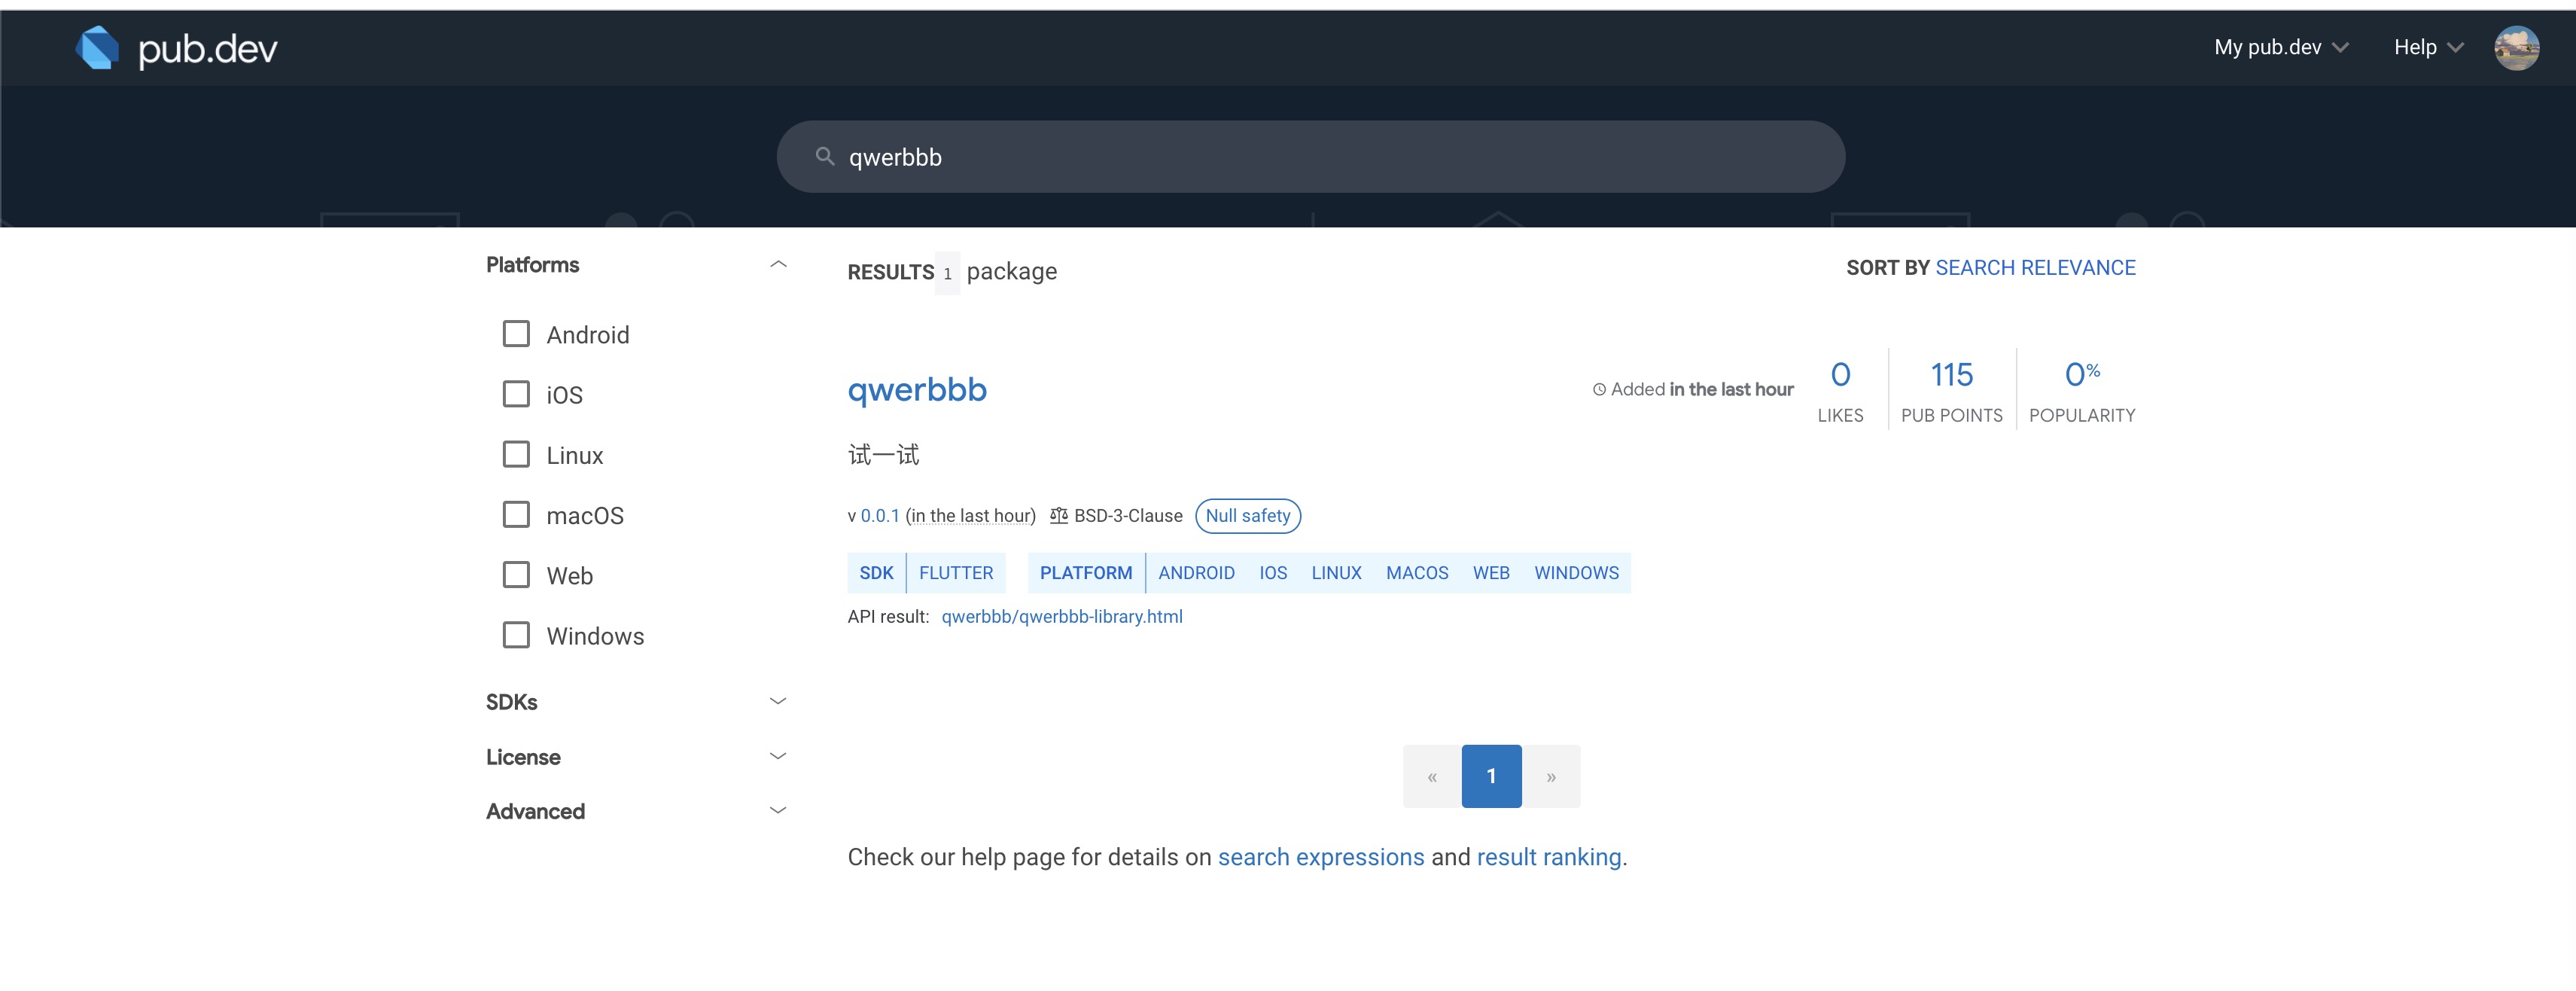 pub.dev
My pub.dev
Help
qwerbbb
Platforms
Android
iOS
Linux
macOS
Web
Windows
SDKs
License
Advanced
RESULTS 1 package
SORT BY SEARCH RELEVANCE
qwerbbb
Added in the last hour
0 LIKES
115 PUB POINTS
0% POPULARITY
试一试
v 0.0.1 (in the last hour) BSD-3-Clause Null safety
SDK FLUTTER PLATFORM ANDROID IOS LINUX MACOS WEB WINDOWS
API result: qwerbbb/qwerbbb-library.html
« 1 »
Check our help page for details on search expressions and result ranking.